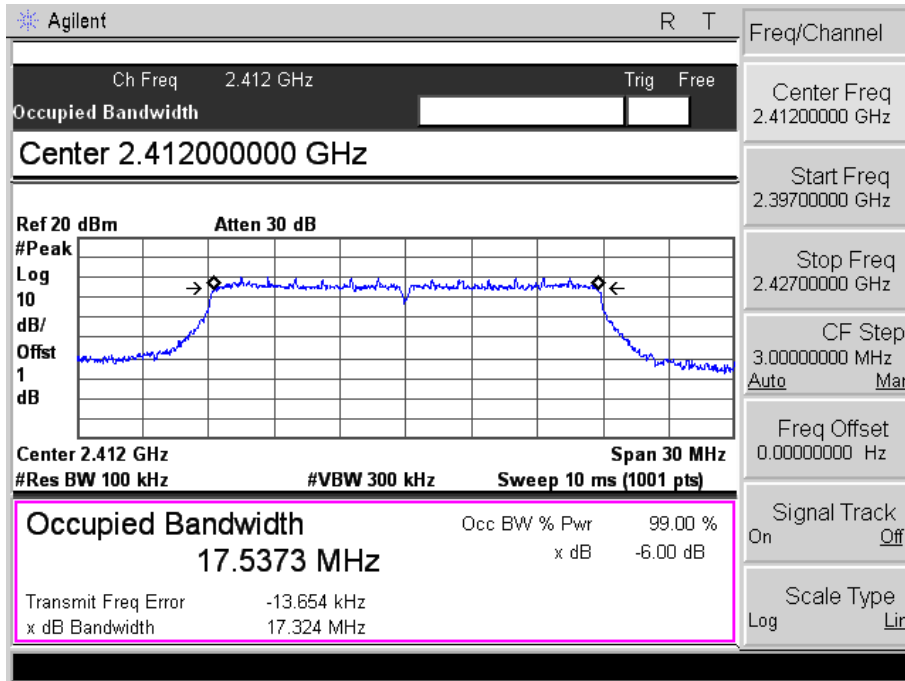 Agilent R T
Ch Freq 2.412 GHz Trig Free
Occupied Bandwidth
Center 2.412000000 GHz
Ref 20 dBm Atten 30 dB
#Peak
Log
10
dB/
Offst
1
dB
Center 2.412 GHz Span 30 MHz
#Res BW 100 kHz #VBW 300 kHz Sweep 10 ms (1001 pts)
Occupied Bandwidth
17.5373 MHz
Occ BW % Pwr 99.00 %
x dB -6.00 dB
Transmit Freq Error -13.654 kHz
x dB Bandwidth 17.324 MHz
Freq/Channel
Center Freq
2.41200000 GHz
Start Freq
2.39700000 GHz
Stop Freq
2.42700000 GHz
CF Step
3.00000000 MHz
Auto Man
Freq Offset
0.00000000 Hz
Signal Track
On Off
Scale Type
Log Lin